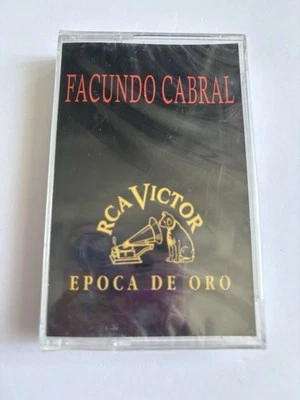 FACUNDO CABRAL
RCA VICTOR
EPOCA DE ORO